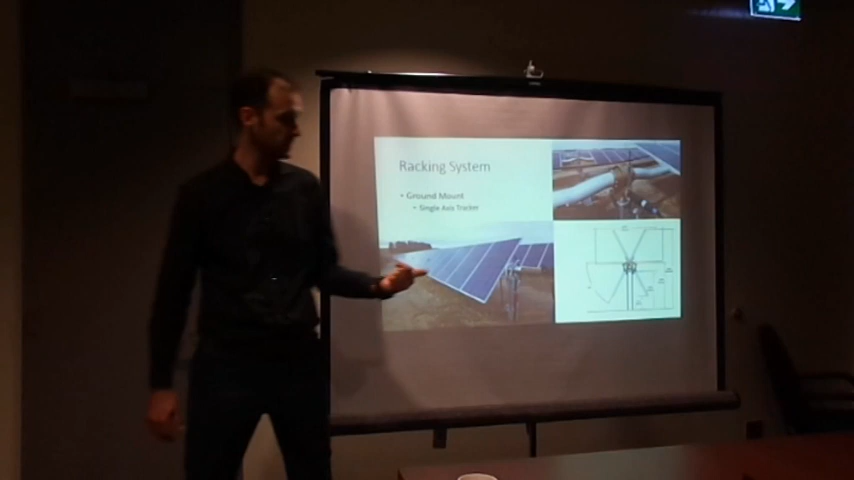 Racking System
• Ground Mount
- Single Axis Tracker